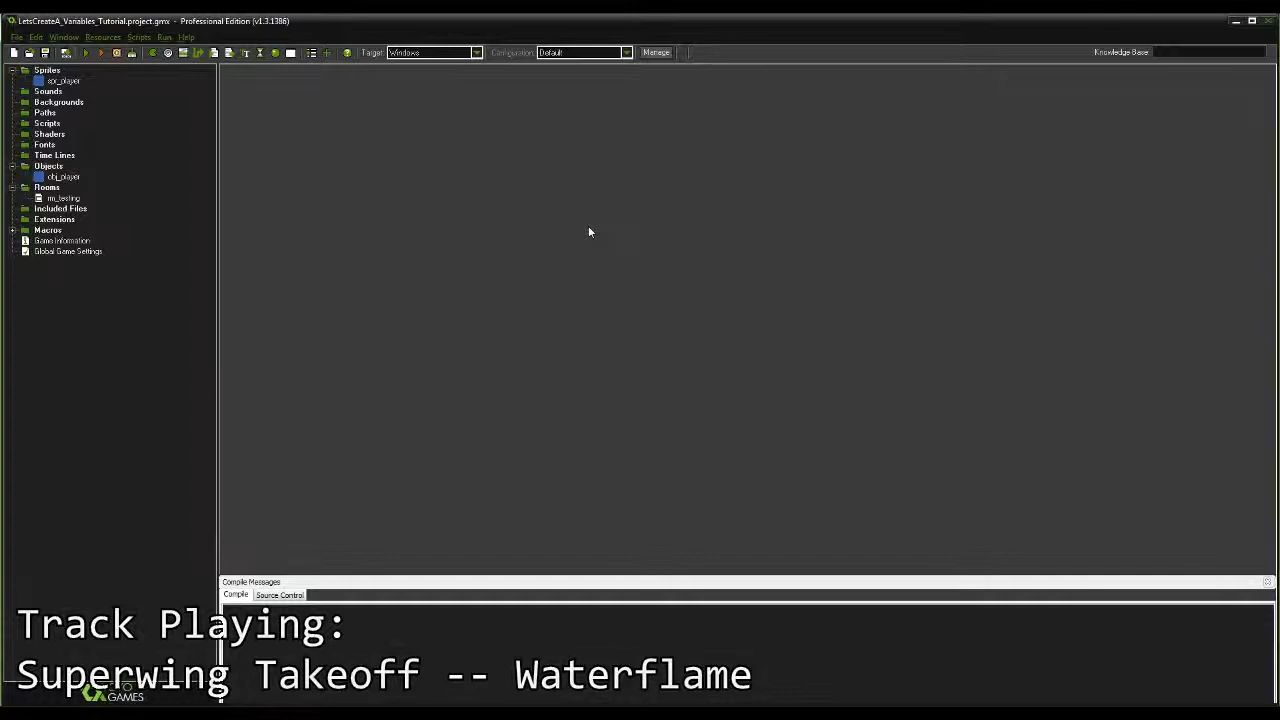 LetsCreateA_Variables_Tutorial.project.gmx - Professional Edition (v1.3.1386)
File Edit Window Resources Scripts Run Help
Target: Windows Configuration: Default Manage Knowledge Base:
Sprites
spr_player
Sounds
Backgrounds
Paths
Scripts
Shaders
Fonts
Time Lines
Objects
obj_player
Rooms
rm_testing
Included Files
Extensions
Macros
Game Information
Global Game Settings
Compile Messages
Compile Source Control
Track Playing:
Superwing Takeoff -- Waterflame
GAMES